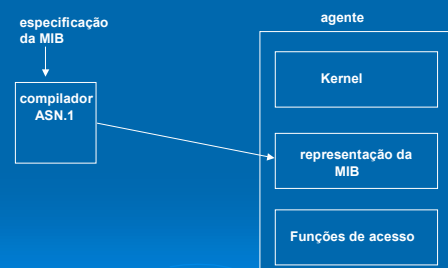 especificação
da MIB
compilador
ASN.1
agente
Kernel
representação da
MIB
Funções de acesso